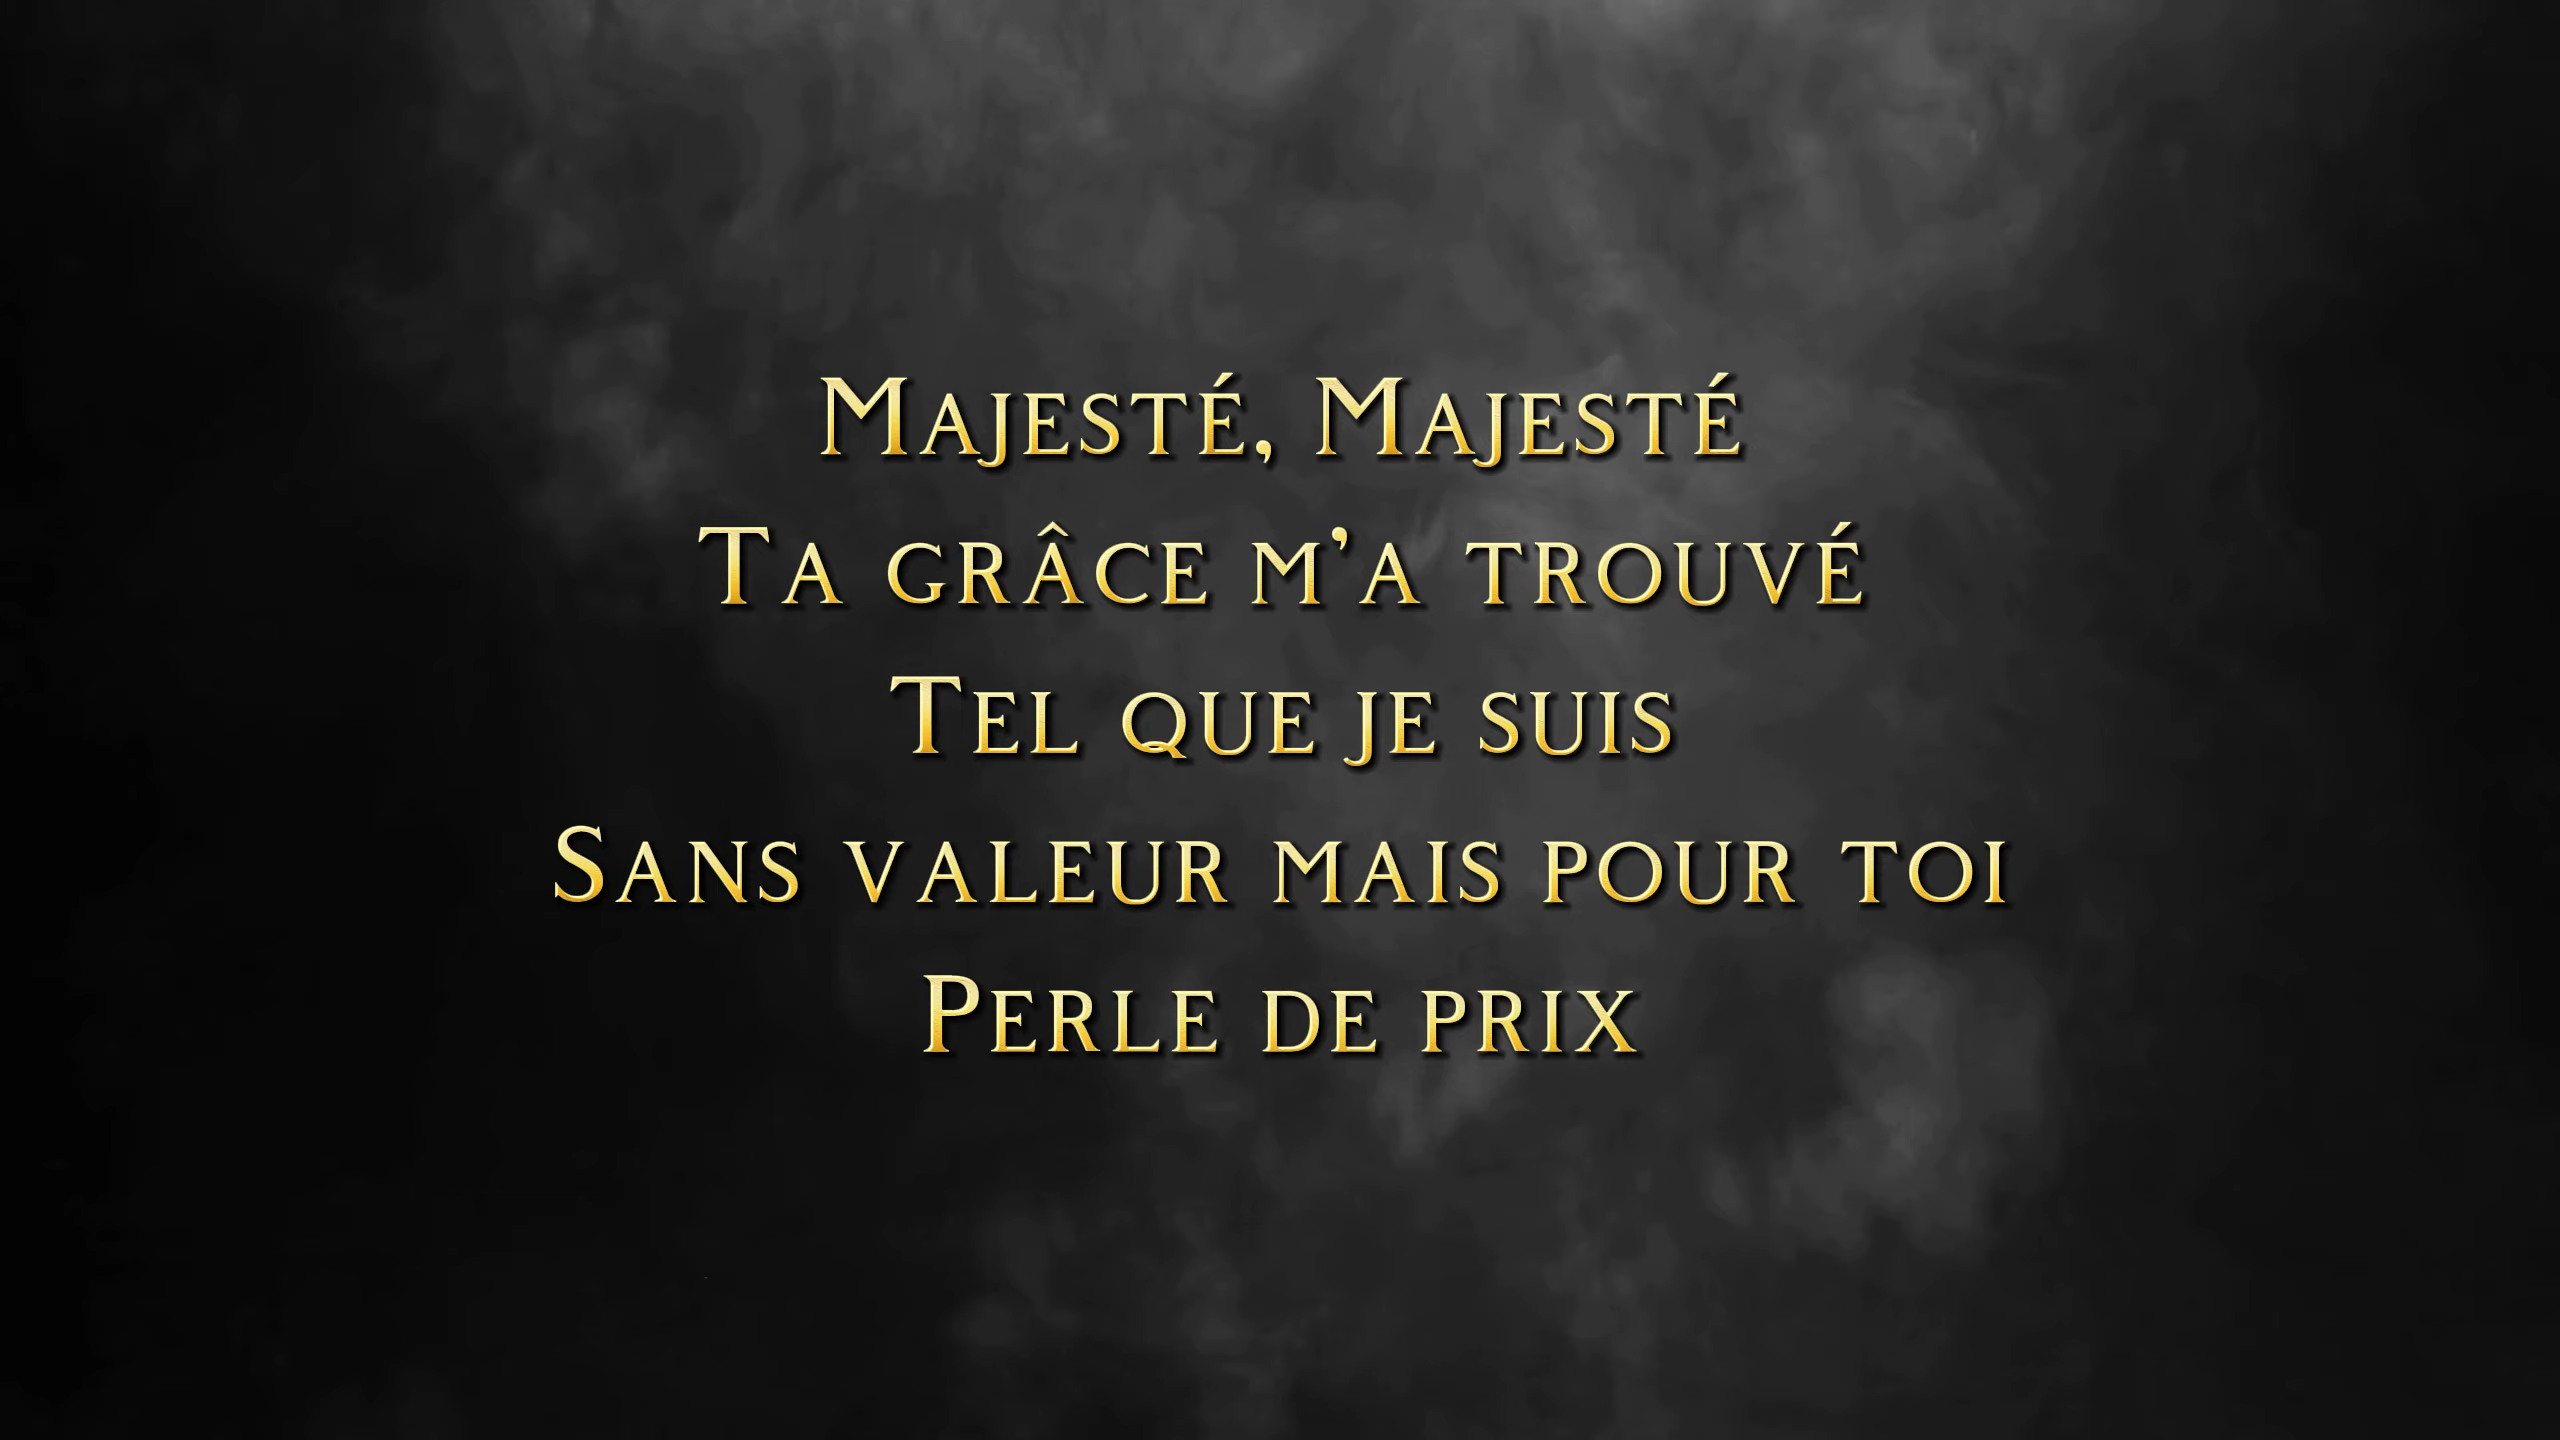 Majesté, Majesté
Ta grâce m'a trouvé
Tel que je suis
Sans valeur mais pour toi
Perle de prix